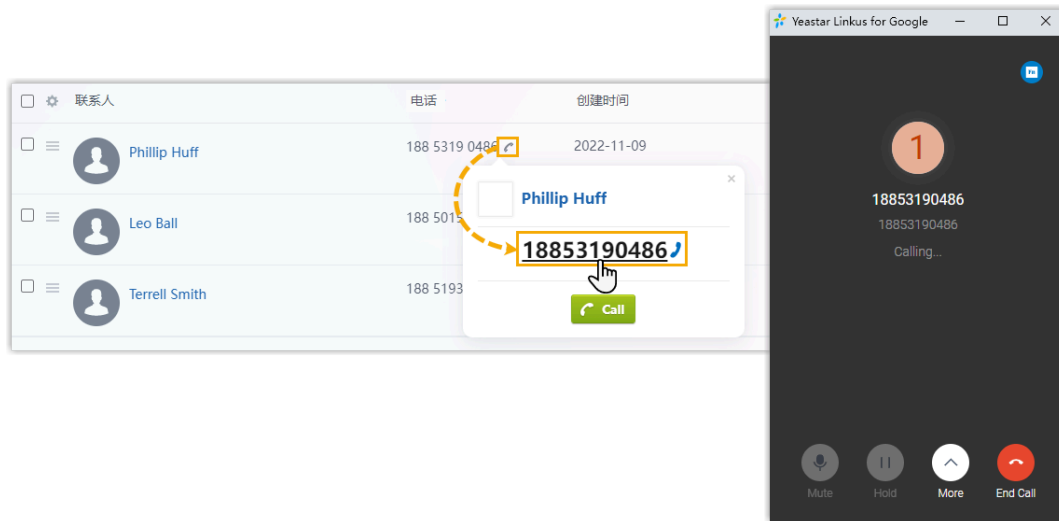 Yeastar Linkus for Google
联系人 电话 创建时间
Phillip Huff 188 5319 0486 2022-11-09
Phillip Huff
Leo Ball 188 5015
18853190486
Terrell Smith 188 5193
Call
1
18853190486
18853190486
Calling...
Mute Hold More End Call